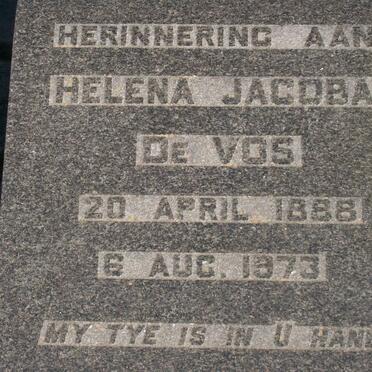 HERINNERING AAN
HELENA JACOBA
De VOS
20 APRIL 1888
6 AUG. 1973
MY TYE IS IN U HAND